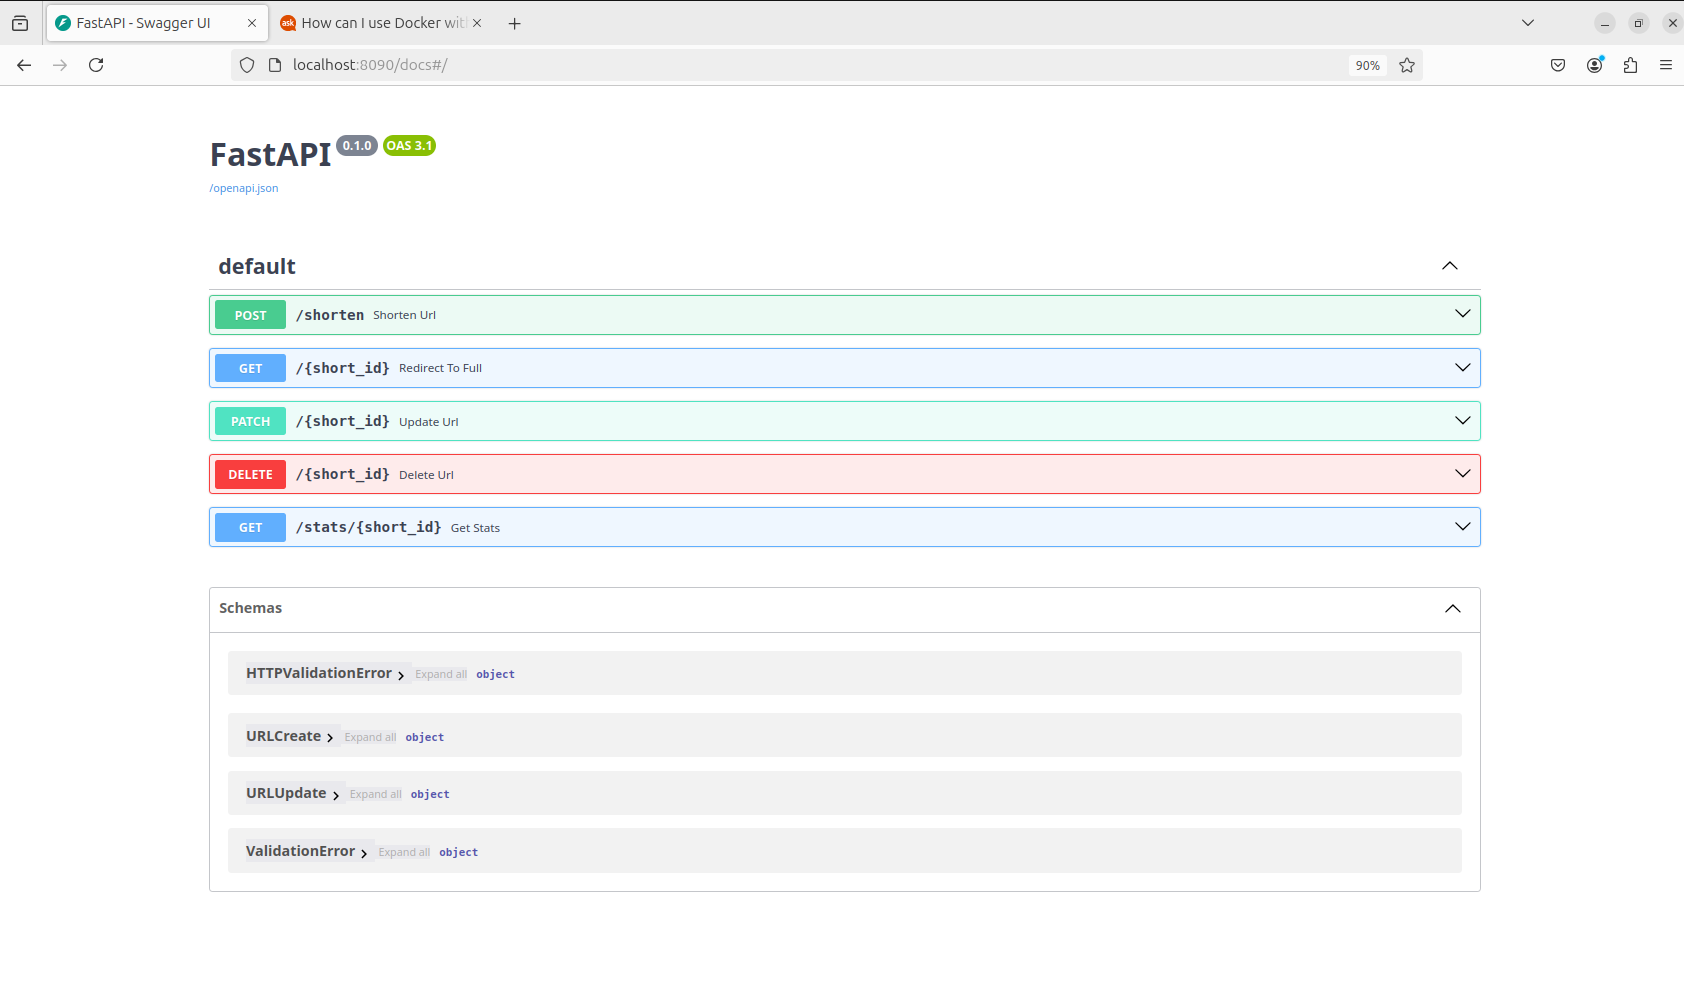 FastAPI - Swagger UI
How can I use Docker wit
localhost:8090/docs#/
90%
FastAPI 0.1.0 OAS 3.1
/openapi.json
default
POST /shorten Shorten Url
GET /{short_id} Redirect To Full
PATCH /{short_id} Update Url
DELETE /{short_id} Delete Url
GET /stats/{short_id} Get Stats
Schemas
HTTPValidationError Expand all object
URLCreate Expand all object
URLUpdate Expand all object
ValidationError Expand all object